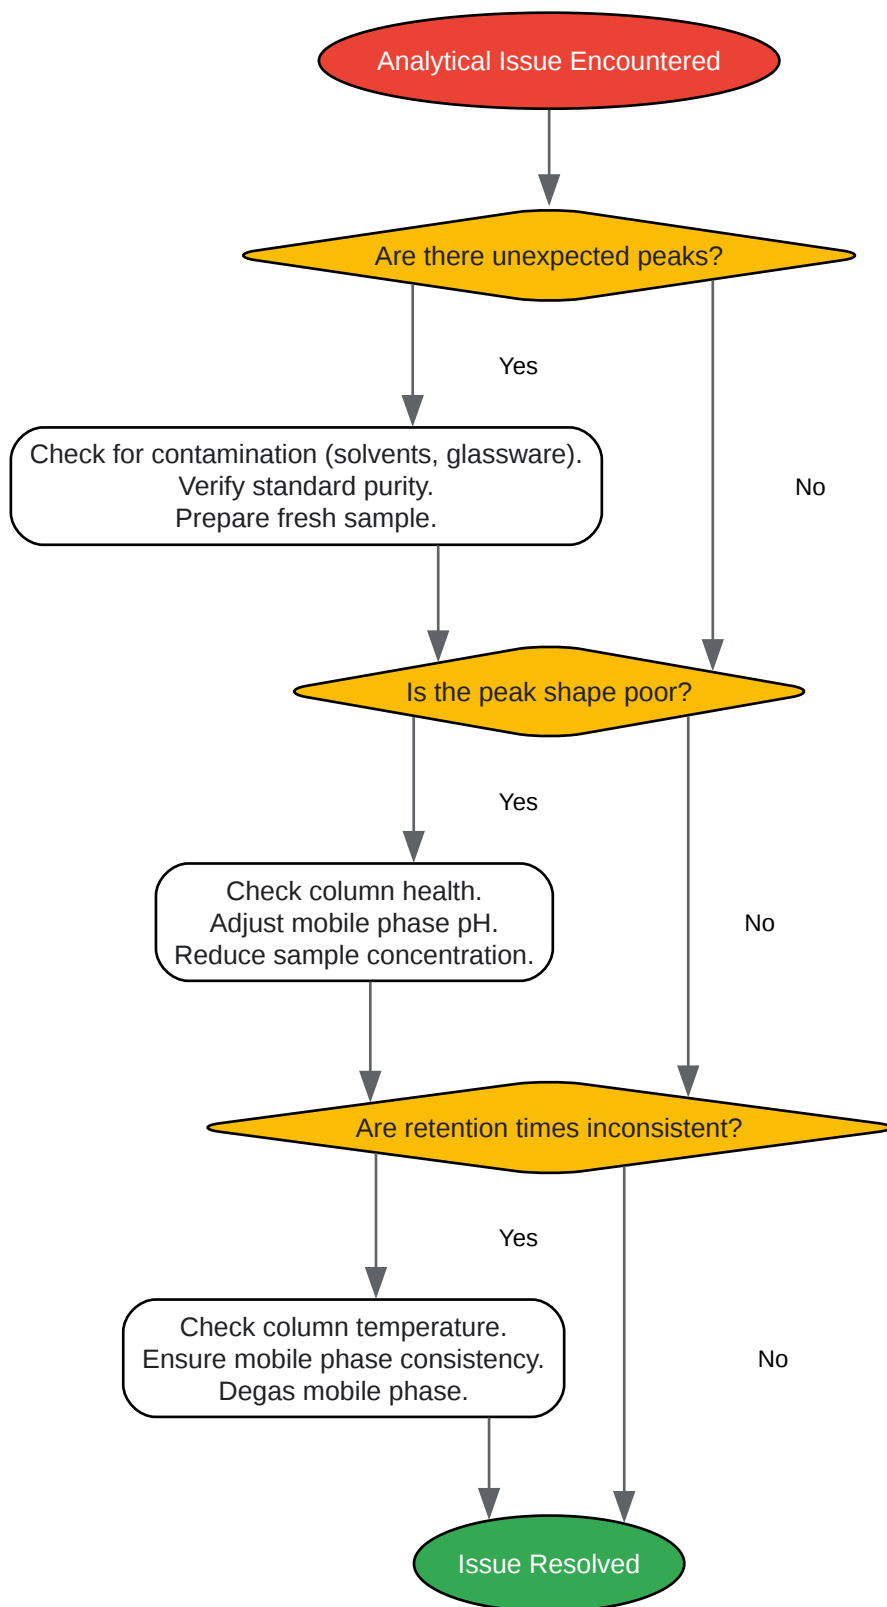 Analytical Issue Encountered
Are there unexpected peaks?
Yes
Check for contamination (solvents, glassware).
Verify standard purity.
Prepare fresh sample.
No
Is the peak shape poor?
Yes
Check column health.
Adjust mobile phase pH.
Reduce sample concentration.
No
Are retention times inconsistent?
Yes
Check column temperature.
Ensure mobile phase consistency.
Degas mobile phase.
No
Issue Resolved